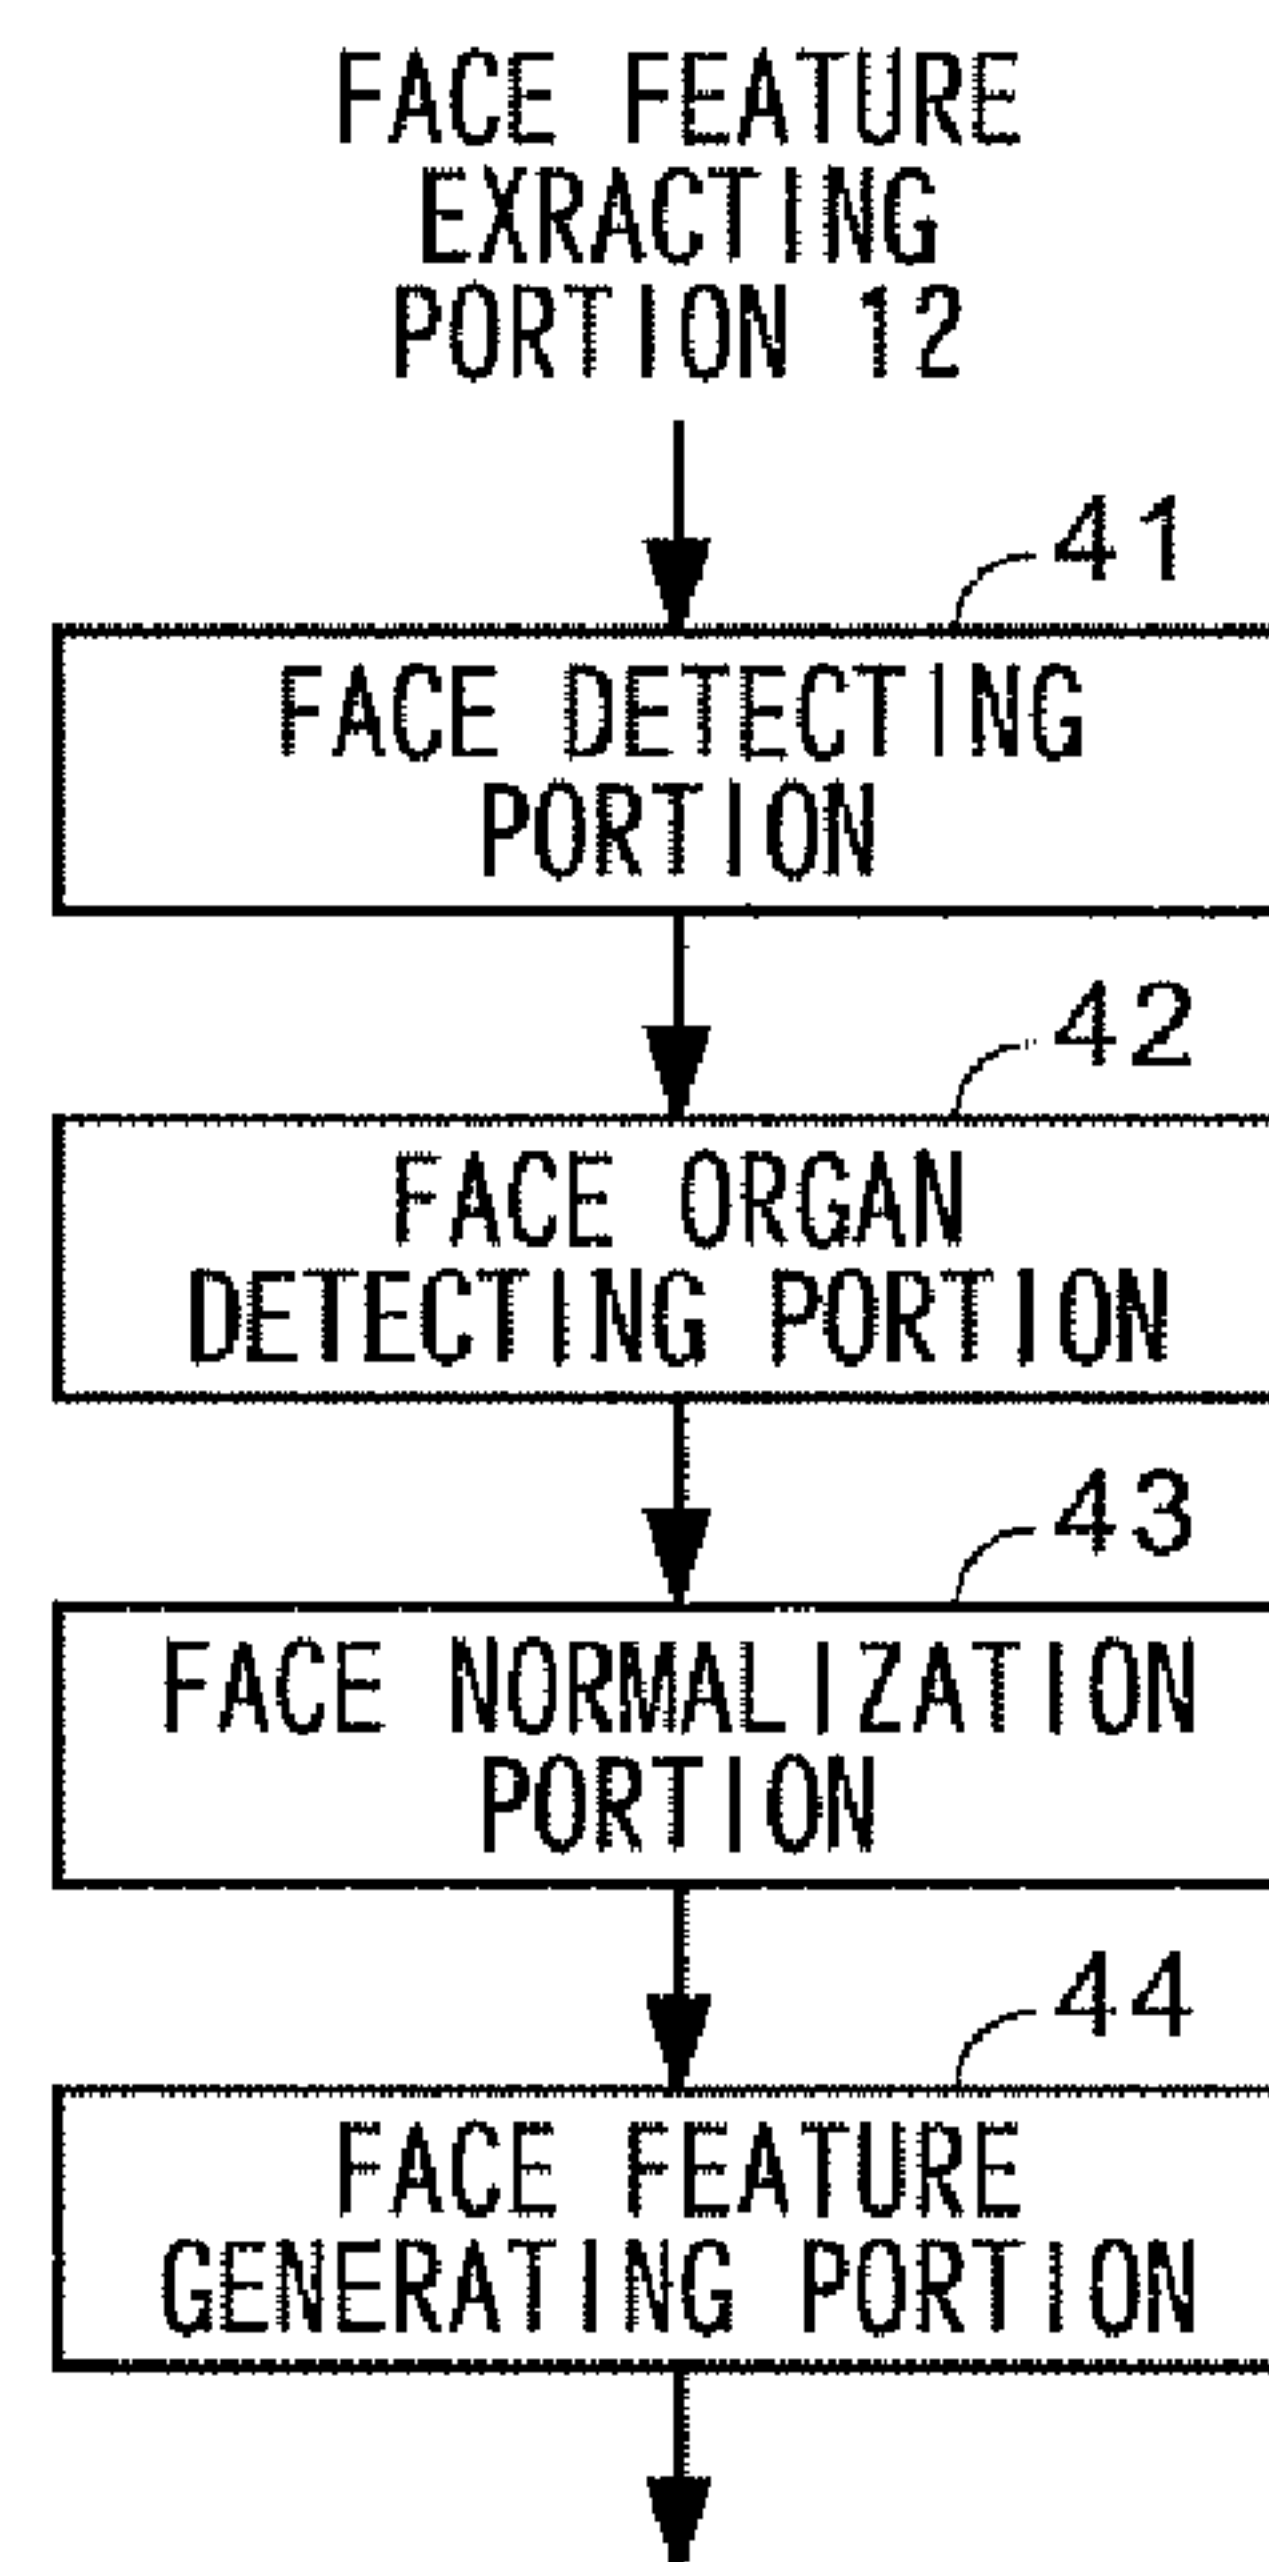 FACE FEATURE
EXRACTING
PORTION 12
41
FACE DETECTING
PORTION
42
FACE ORGAN
DETECTING PORTION
43
FACE NORMALIZATION
PORTION
44
FACE FEATURE
GENERATING PORTION